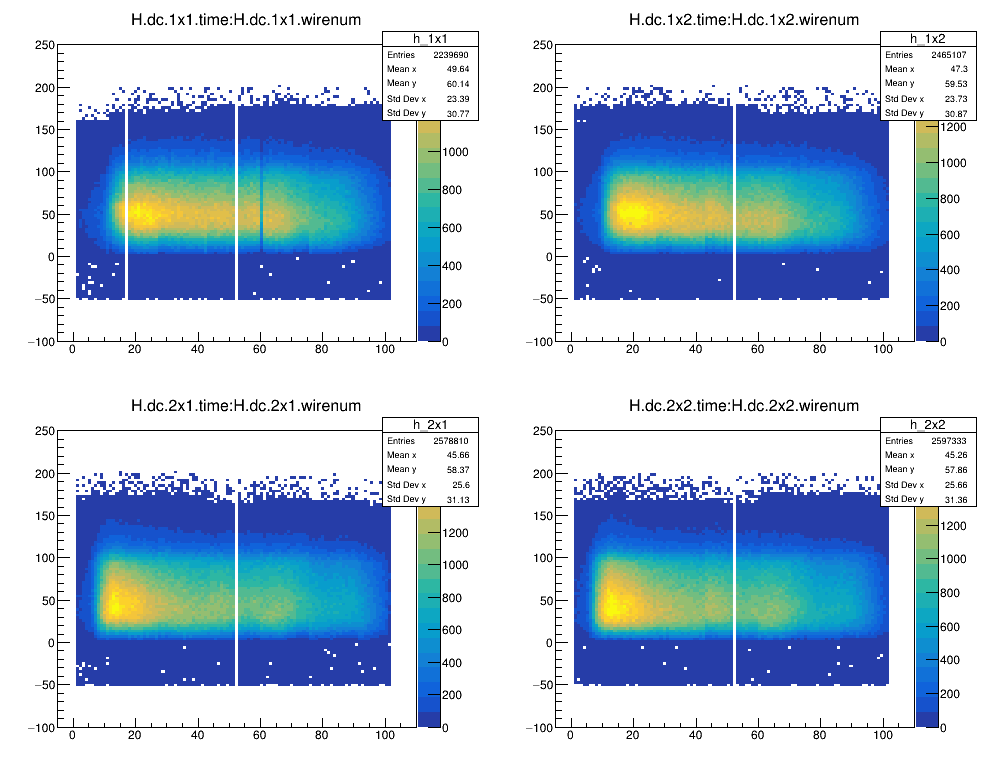 H.dc.1x1.time:H.dc.1x1.wirenum
h_1x1
Entries 2239690
Mean x 49.64
Mean y 60.14
Std Dev x 23.39
Std Dev y 30.77
250
200
150
100
50
0
−50
−100
0 20 40 60 80 100
1000
800
600
400
200
0
H.dc.1x2.time:H.dc.1x2.wirenum
h_1x2
Entries 2465107
Mean x 47.3
Mean y 59.53
Std Dev x 23.73
Std Dev y 30.87
250
200
150
100
50
0
−50
−100
0 20 40 60 80 100
1200
1000
800
600
400
200
0
H.dc.2x1.time:H.dc.2x1.wirenum
h_2x1
Entries 2578810
Mean x 45.66
Mean y 58.37
Std Dev x 25.6
Std Dev y 31.13
250
200
150
100
50
0
−50
−100
0 20 40 60 80 100
1200
1000
800
600
400
200
0
H.dc.2x2.time:H.dc.2x2.wirenum
h_2x2
Entries 2597333
Mean x 45.26
Mean y 57.86
Std Dev x 25.66
Std Dev y 31.36
250
200
150
100
50
0
−50
−100
0 20 40 60 80 100
1200
1000
800
600
400
200
0